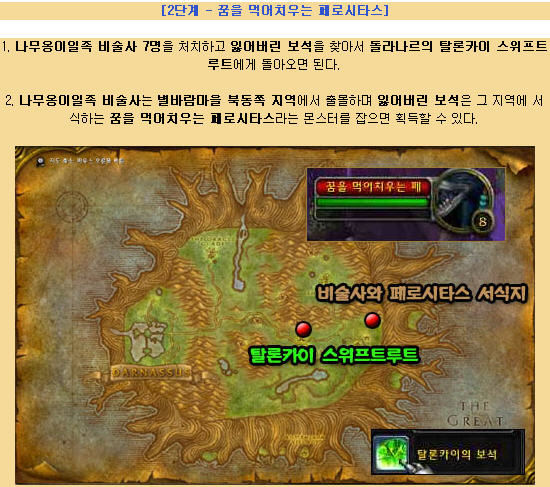 [2단계 - 꿈을 먹어치우는 페로시타스]
1. 나무옹이일족 비술사 7명을 처치하고 잃어버린 보석을 찾아서 돌라나르의 탈론카이 스위프트
루트에게 돌아오면 된다.
2. 나무옹이일족 비술사는 별바람마을 북동쪽 지역에서 출몰하며 잃어버린 보석은 그 지역에 서
식하는 꿈을 먹어치우는 페로시타스라는 몬스터를 잡으면 획득할 수 있다.
꿈을 먹어치우는 페
8
비술사와 페로시타스 서식지
탈론카이 스위프트루트
DARNASSUS
THE
GREAT
탈론카이의 보석